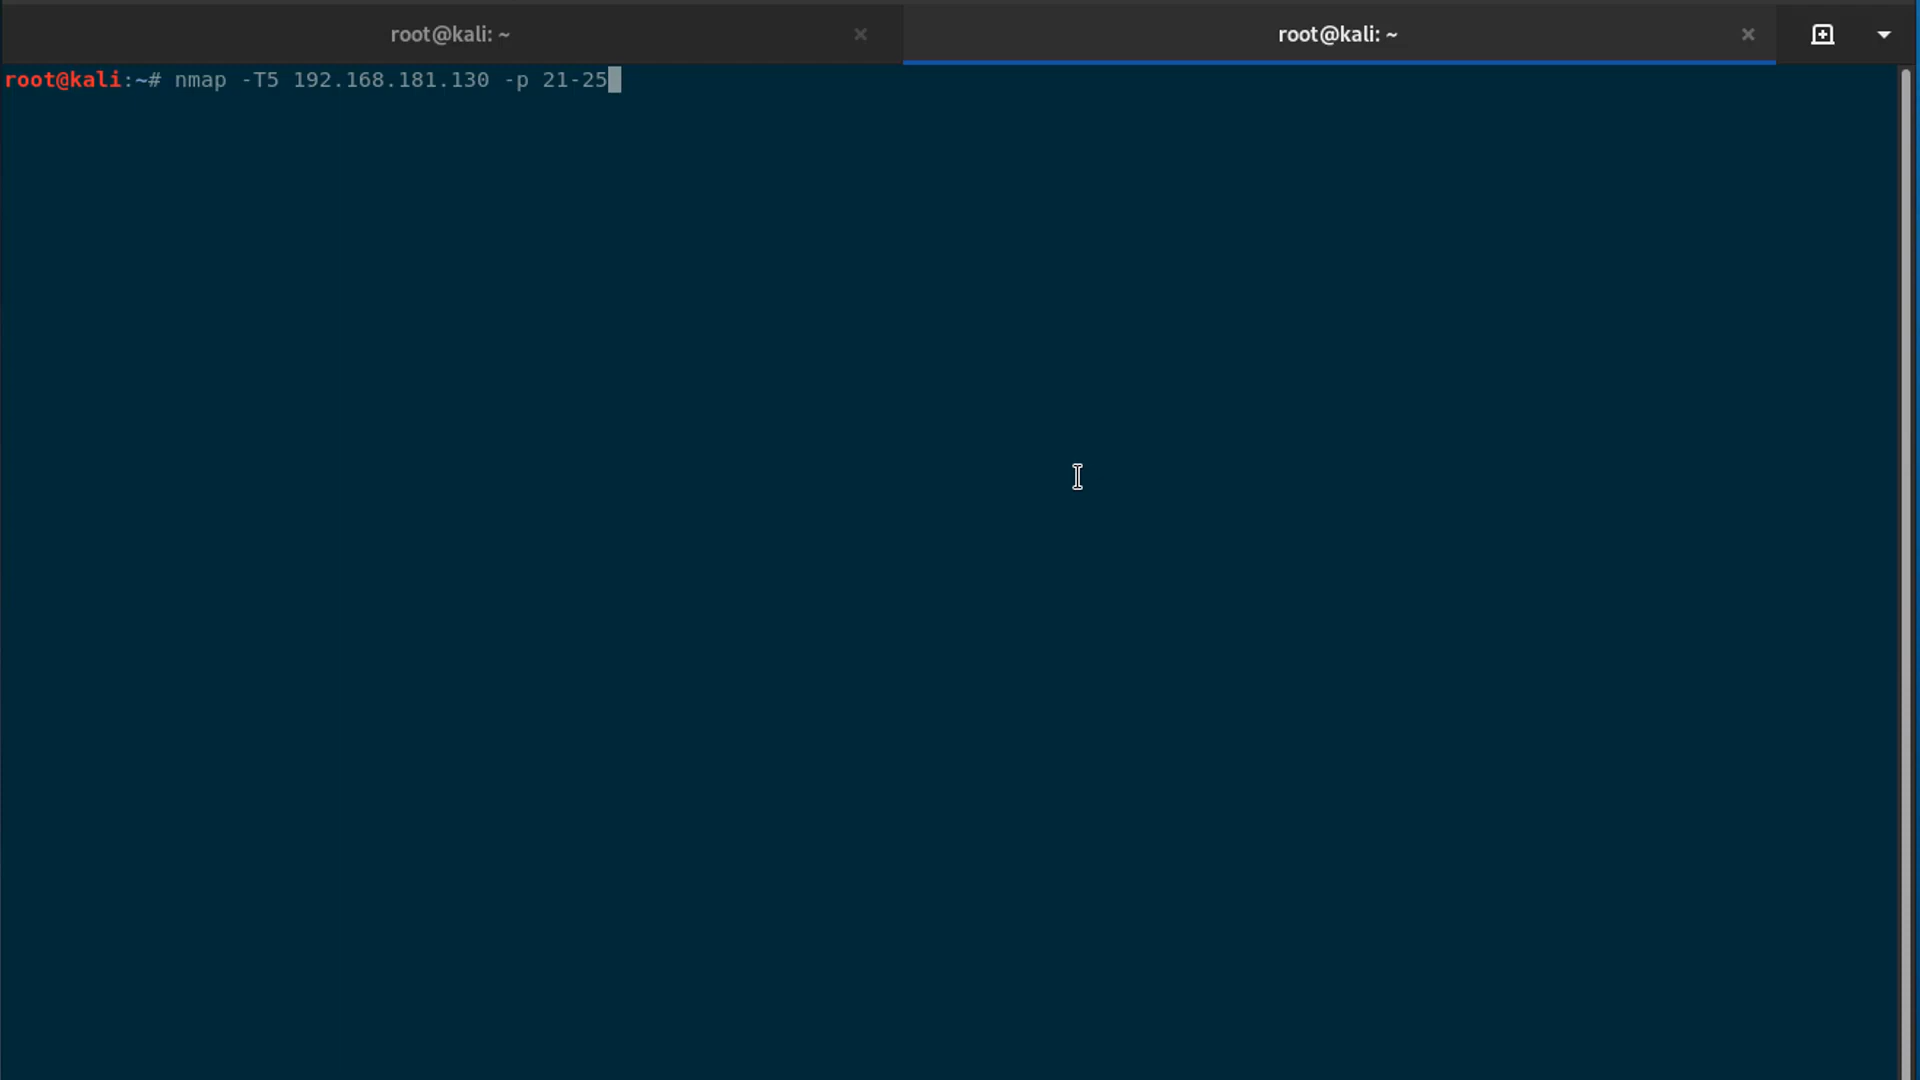 root@kali: ~
root@kali: ~
root@kali:~# nmap -T5 192.168.181.130 -p 21-25